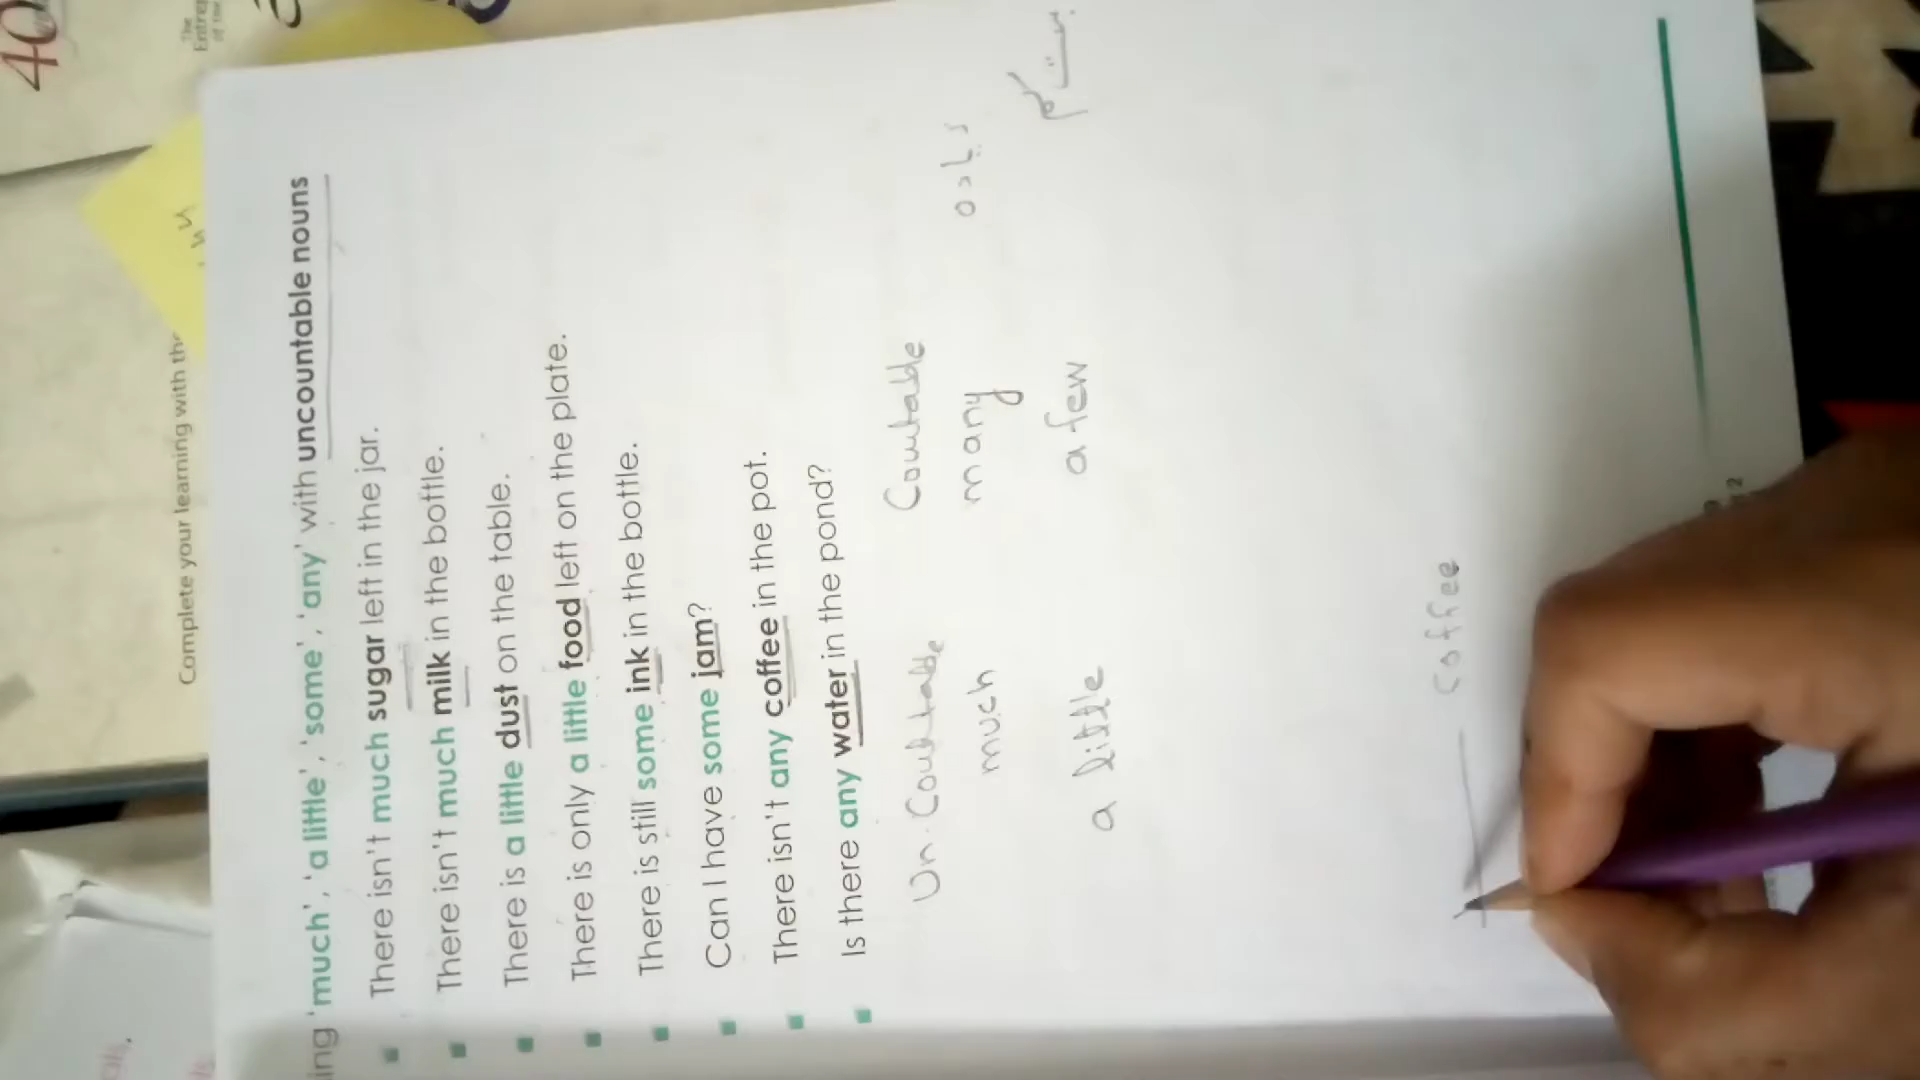 40
The
Complete your learning with the
ing 'much', 'a little', 'some', 'any' with uncountable nouns
There isn't much sugar left in the jar.
There isn't much milk in the bottle.
There is a little dust on the table.
There is only a little food left on the plate.
There is still some ink in the bottle.
Can I have some jam?
There isn't any coffee in the pot.
Is there any water in the pond?
Un. Countable Countable
much many
a little a few
coffee